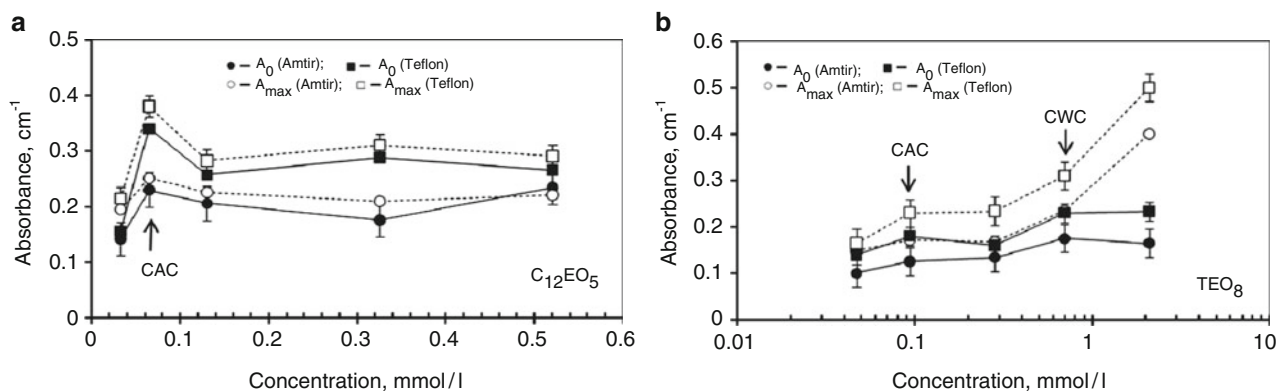 a
0.5
0.4
0.3
0.2
0.1
0
Absorbance, cm⁻¹
A₀ (Amtir); A₀ (Teflon)
Aₘₐₓ (Amtir); Aₘₐₓ (Teflon)
CAC
C₁₂EO₅
0 0.1 0.2 0.3 0.4 0.5 0.6
Concentration, mmol/l
b
0.6
0.5
0.4
0.3
0.2
0.1
0
Absorbance, cm⁻¹
A₀ (Amtir); A₀ (Teflon)
Aₘₐₓ (Amtir); Aₘₐₓ (Teflon)
CWC
CAC
TEO₈
0.01 0.1 1 10
Concentration, mmol/l